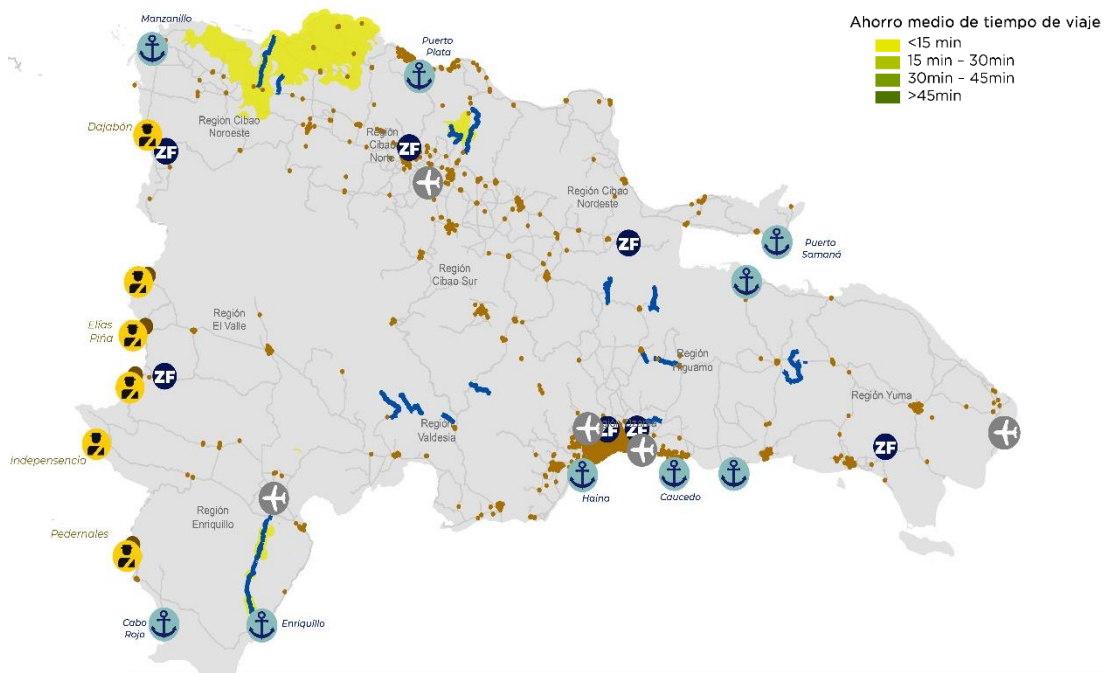 Manzanillo
Puerto
Plata
Ahorro medio de tiempo de viaje
<15 min
15 min - 30min
30min - 45min
>45min
Dajabón
ZF
Región Cibao
Noroeste
Región
Cibao
Norte
ZF
Región Cibao
Nordeste
ZF
Puerto
Samaná
Región
Cibao Sur
Región
El Valle
Elías
Piña
ZF
Región
Higuamo
Región Yuma
Región
Valdesia
ZF
ZF
ZF
Independencio
Haina
Caucedo
Región
Enriquillo
Pedernales
Cabo
Rojo
Enriquillo